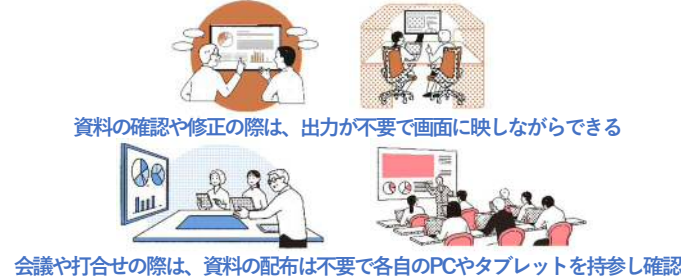 資料の確認や修正の際は、出力が不要で画面に映しながらできる
会議や打合せの際は、資料の配布は不要で各自のPCやタブレットを持参し確認